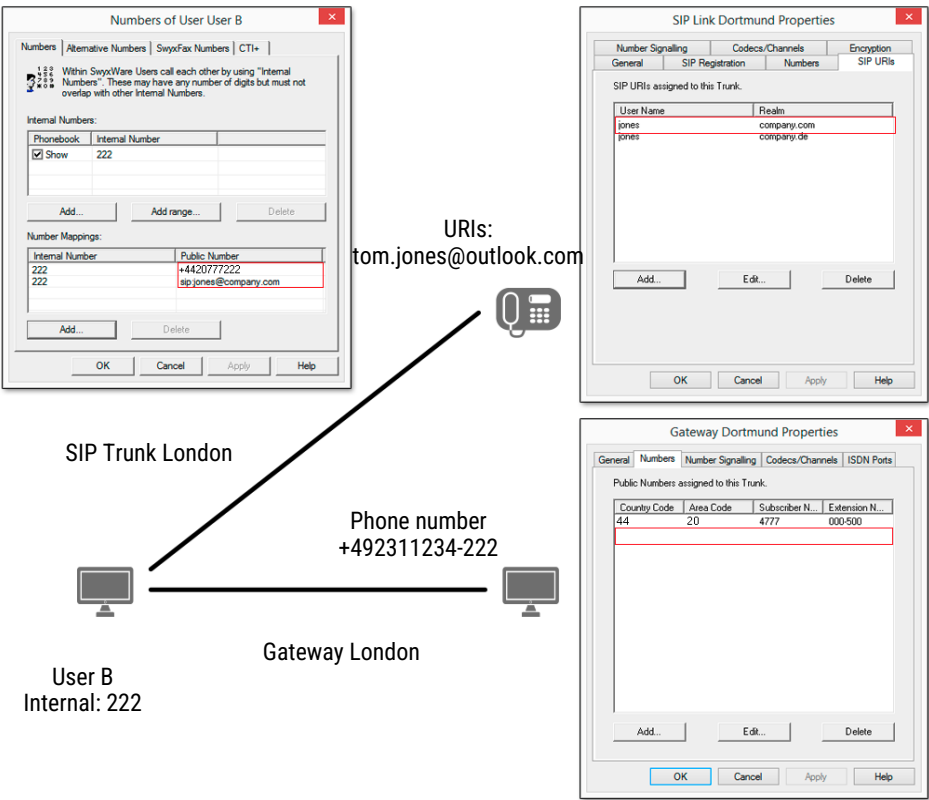 Numbers of User User B
Numbers Alternative Numbers SwyxFax Numbers CTI+
1 2 3
Within SwyxWare Users call each other by using "Internal
Numbers". These may have any number of digits but must not
overlap with other Internal Numbers.
Internal Numbers:
Phonebook Internal Number
Show 222
Add... Add range... Delete
Number Mappings:
Internal Number Public Number
222 +4420777222
222 sip:jones@company.com
Add... Delete
OK Cancel Apply Help
SIP Link Dortmund Properties
Number Signalling Codecs/Channels Encryption
General SIP Registration Numbers SIP URIs
SIP URIs assigned to this Trunk.
User Name Realm
jones company.com
jones company.de
Add... Edit... Delete
OK Cancel Apply Help
URIs:
tom.jones@outlook.com
SIP Trunk London
Phone number
+492311234-222
Gateway London
User B
Internal: 222
Gateway Dortmund Properties
General Numbers Number Signalling Codecs/Channels ISDN Ports
Public Numbers assigned to this Trunk.
Country Code Area Code Subscriber N... Extension N...
44 20 4777 000-500
Add... Edit... Delete
OK Cancel Apply Help